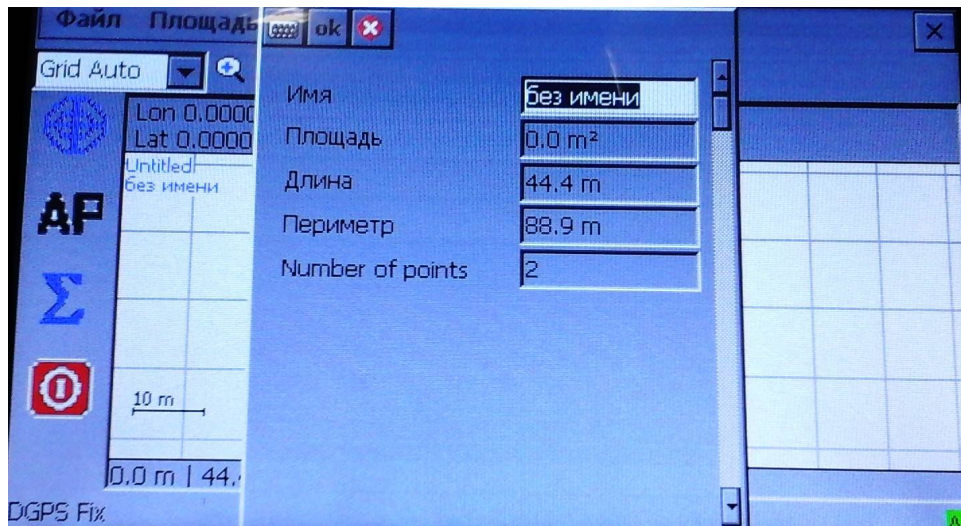 Файл Площадь ok
Grid Auto
Lon 0.0000
Lat 0.0000
Untitled
без имени
AP
Σ
10 m
0.0 m | 44.
DGPS Fix
Имя без имени
Площадь 0.0 m²
Длина 44.4 m
Периметр 88.9 m
Number of points 2